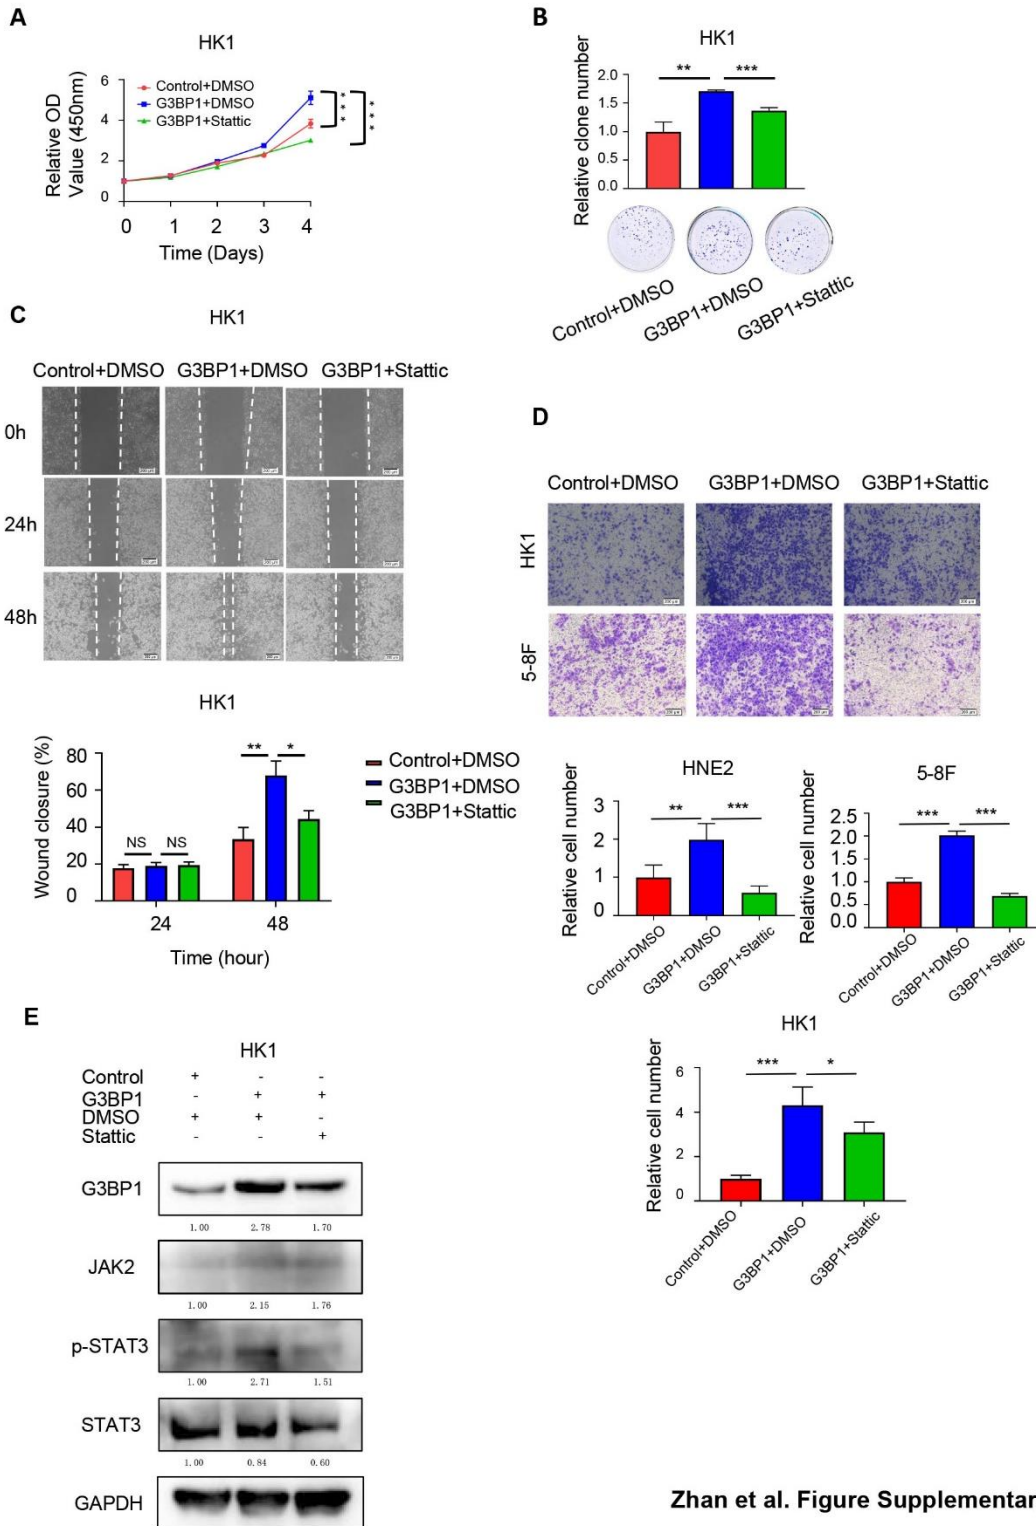 A
HK1
Relative OD
Value (450nm)
6
4
2
0
Control+DMSO
G3BP1+DMSO
G3BP1+Stattic
***
***
0 1 2 3 4
Time (Days)
B
HK1
Relative clone number
2.0
1.5
1.0
0.0
** ***
Control+DMSO
G3BP1+DMSO
G3BP1+Stattic
C
HK1
Control+DMSO G3BP1+DMSO G3BP1+Stattic
0h
24h
48h
HK1
Wound closure (%)
80
60
40
20
0
NS NS
** *
24 48
Time (hour)
Control+DMSO
G3BP1+DMSO
G3BP1+Stattic
D
Control+DMSO G3BP1+DMSO G3BP1+Stattic
HK1
5-8F
HNE2
Relative cell number
3
2
1
0
** ***
Control+DMSO
G3BP1+DMSO
G3BP1+Stattic
5-8F
Relative cell number
2.5
2.0
1.5
1.0
0.5
0.0
*** ***
Control+DMSO
G3BP1+DMSO
G3BP1+Stattic
HK1
Relative cell number
6
4
2
0
*** *
Control+DMSO
G3BP1+DMSO
G3BP1+Stattic
E
HK1
Control + - -
G3BP1 - + +
DMSO + + -
Stattic - - +
G3BP1
1.00 2.78 1.70
JAK2
1.00 2.15 1.76
p-STAT3
1.00 2.71 1.51
STAT3
1.00 0.84 0.60
GAPDH
Zhan et al. Figure Supplementar